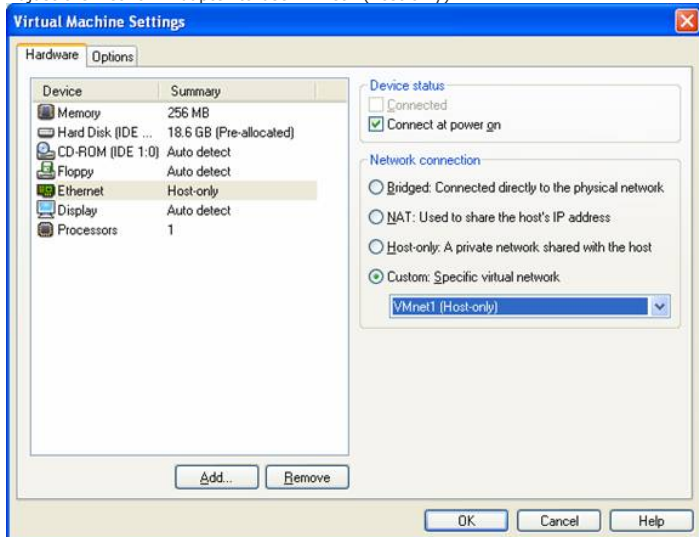 Virtual Machine Settings
Hardware Options
Device Summary
Memory 256 MB
Hard Disk (IDE ... 18.6 GB (Pre-allocated)
CD-ROM (IDE 1:0) Auto detect
Floppy Auto detect
Ethernet Host-only
Display Auto detect
Processors 1
Add... Remove
Device status
Connected
Connect at power on
Network connection
Bridged: Connected directly to the physical network
NAT: Used to share the host's IP address
Host-only: A private network shared with the host
Custom: Specific virtual network
VMnet1 (Host-only)
OK Cancel Help